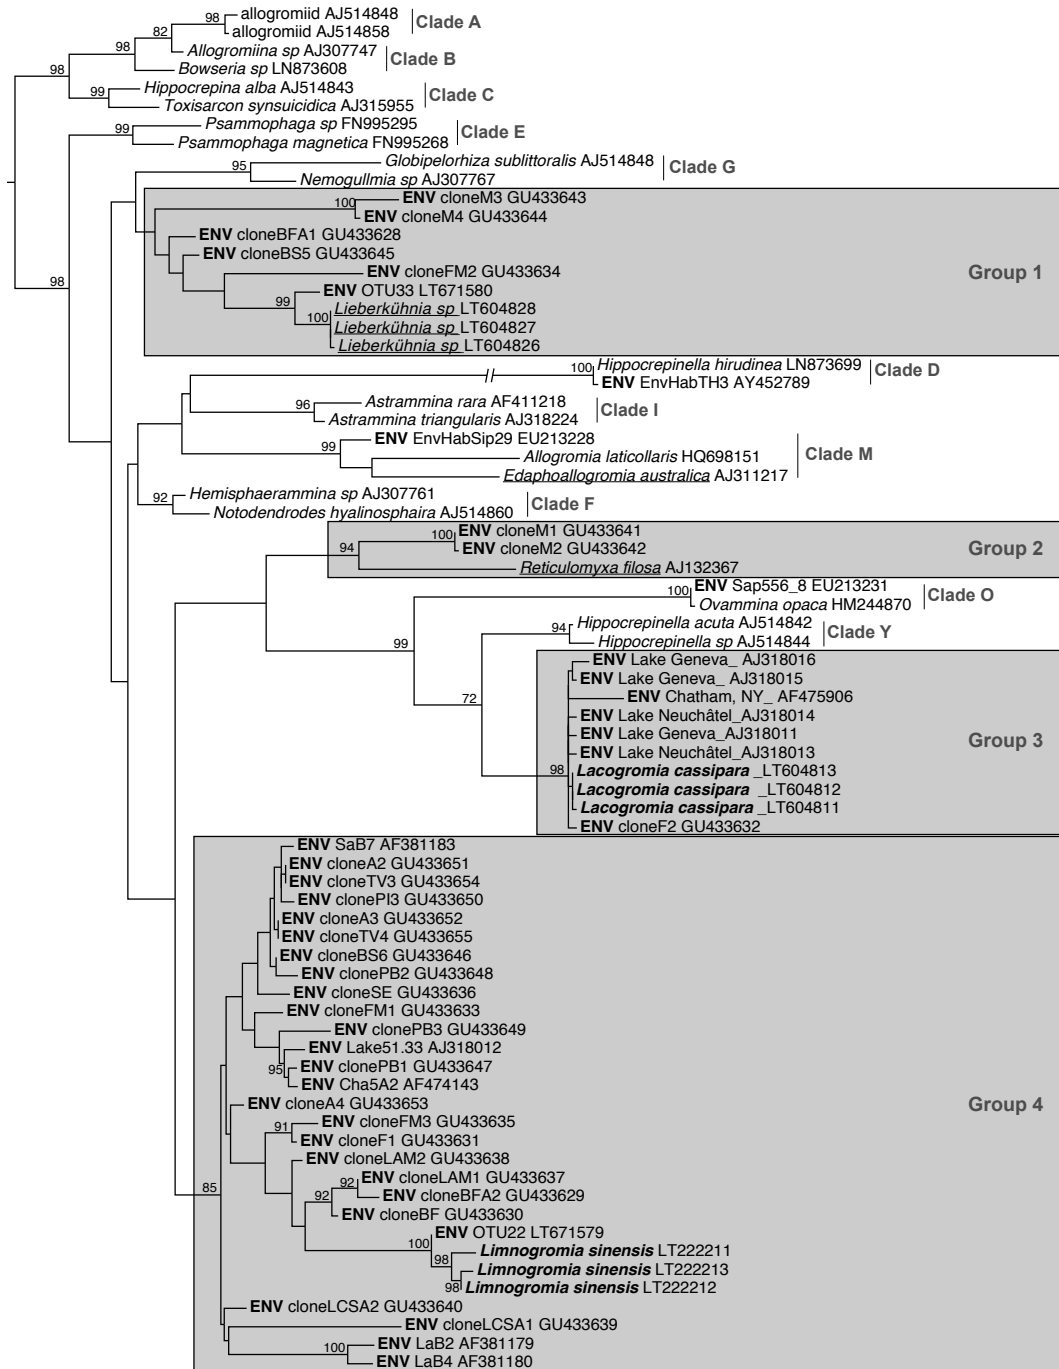 98 allogromiid AJ514848
allogromiid AJ514858
Clade A
82
98 Allogromiina sp AJ307747
Bowseria sp LN873608
Clade B
98
99 Hippocrepina alba AJ514843
Toxisarcon synsuicidica AJ315955
Clade C
99 Psammophaga sp FN995295
Psammophaga magnetica FN995268
Clade E
95 Globipelorhiza sublittoralis AJ514848
Nemogullmia sp AJ307767
Clade G
100 ENV cloneM3 GU433643
ENV cloneM4 GU433644
ENV cloneBFA1 GU433628
ENV cloneBS5 GU433645
ENV cloneFM2 GU433634
Group 1
98
ENV OTU33 LT671580
99
Lieberkühnia sp LT604828
100 Lieberkühnia sp LT604827
Lieberkühnia sp LT604826
100 Hippocrepinella hirudinea LN873699
ENV EnvHabTH3 AY452789
Clade D
96 Astrammina rara AF411218
Astrammina triangularis AJ318224
Clade I
ENV EnvHabSip29 EU213228
99
Allogromia laticollaris HQ698151
Edaphoallogromia australica AJ311217
Clade M
92 Hemisphaerammina sp AJ307761
Notodendrodes hyalinosphaira AJ514860
Clade F
100 ENV cloneM1 GU433641
94 ENV cloneM2 GU433642
Reticulomyxa filosa AJ132367
Group 2
100 ENV Sap556_8 EU213231
Ovammina opaca HM244870
Clade O
94 Hippocrepinella acuta AJ514842
99 Hippocrepinella sp AJ514844
Clade Y
ENV Lake Geneva_ AJ318016
ENV Lake Geneva_ AJ318015
72 ENV Chatham, NY_ AF475906
ENV Lake Neuchâtel_AJ318014
ENV Lake Geneva_AJ318011
Group 3
ENV Lake Neuchâtel_AJ318013
98 Lacogromia cassipara _LT604813
Lacogromia cassipara _LT604812
Lacogromia cassipara _LT604811
ENV cloneF2 GU433632
ENV SaB7 AF381183
ENV cloneA2 GU433651
ENV cloneTV3 GU433654
ENV clonePI3 GU433650
ENV cloneA3 GU433652
ENV cloneTV4 GU433655
ENV cloneBS6 GU433646
ENV clonePB2 GU433648
ENV cloneSE GU433636
ENV cloneFM1 GU433633
ENV clonePB3 GU433649
ENV Lake51.33 AJ318012
95 ENV clonePB1 GU433647
ENV Cha5A2 AF474143
ENV cloneA4 GU433653
Group 4
91 ENV cloneFM3 GU433635
ENV cloneF1 GU433631
ENV cloneLAM2 GU433638
92 ENV cloneLAM1 GU433637
85
92 ENV cloneBFA2 GU433629
ENV cloneBF GU433630
ENV OTU22 LT671579
100
98 Limnogromia sinensis LT222211
Limnogromia sinensis LT222213
98 Limnogromia sinensis LT222212
ENV cloneLCSA2 GU433640
ENV cloneLCSA1 GU433639
100 ENV LaB2 AF381179
ENV LaB4 AF381180